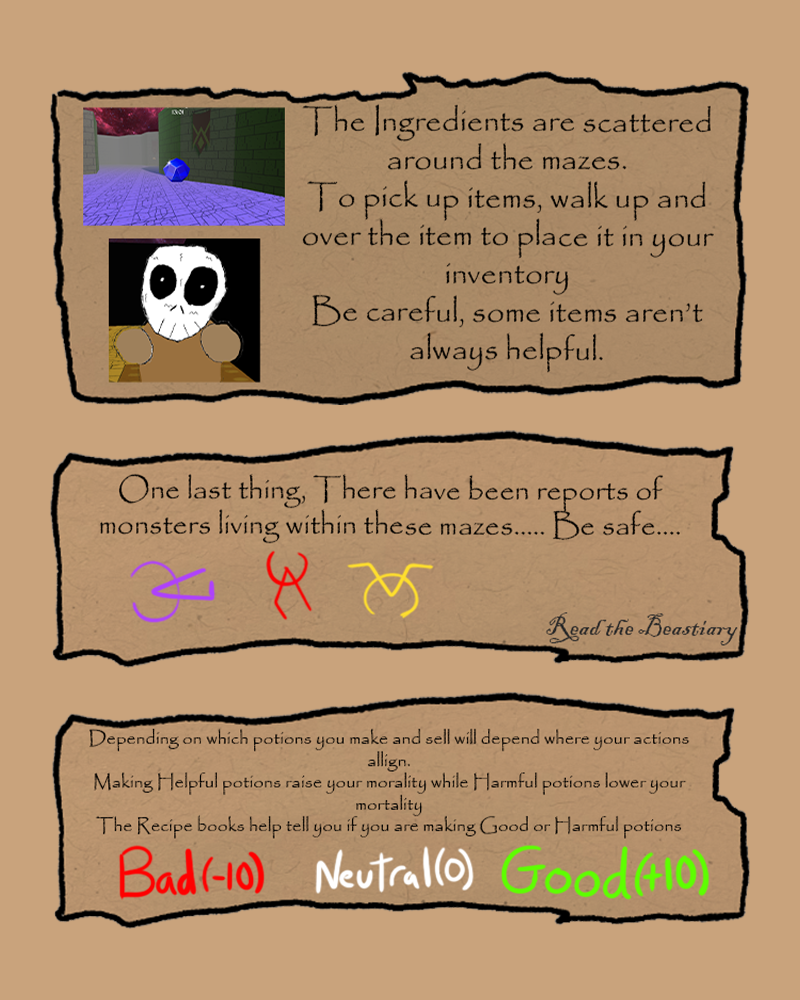 The Ingredients are scattered
around the mazes.
To pick up items, walk up and
over the item to place it in your
inventory
Be careful, some items aren't
always helpful.
One last thing, There have been reports of
monsters living within these mazes..... Be safe....
Read the Beastiary
Depending on which potions you make and sell will depend where your actions
allign.
Making Helpful potions raise your morality while Harmful potions lower your
mortality
The Recipe books help tell you if you are making Good or Harmful potions
Bad(-10) Neutral(0) Good(+10)